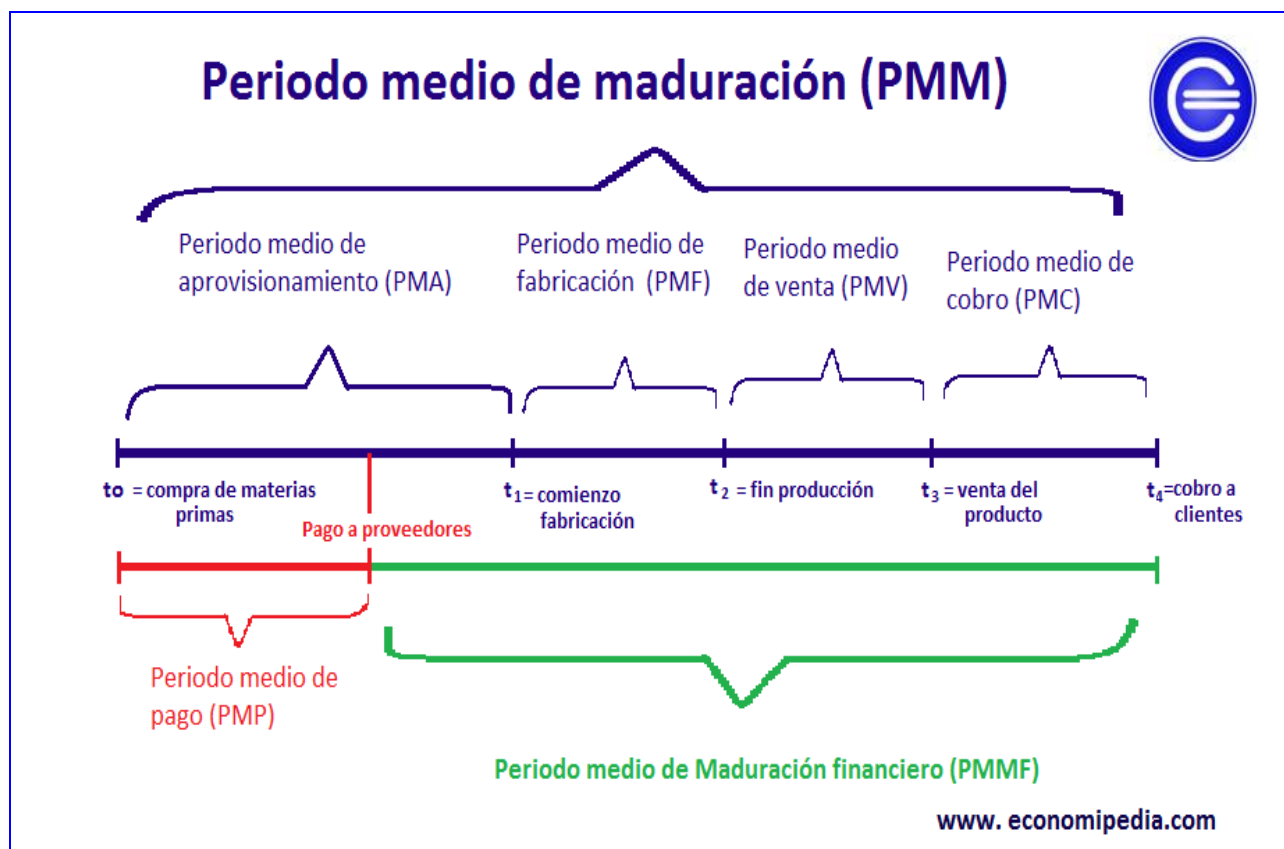 Periodo medio de maduración (PMM)
Periodo medio de
aprovisionamiento (PMA)
Periodo medio de
fabricación (PMF)
Periodo medio
de venta (PMV)
Periodo medio de
cobro (PMC)
to = compra de materias
primas
Pago a proveedores
t1= comienzo
fabricación
t2 = fin producción
t3 = venta del
producto
t4=cobro a
clientes
Periodo medio de
pago (PMP)
Periodo medio de Maduración financiero (PMMF)
www. economipedia.com